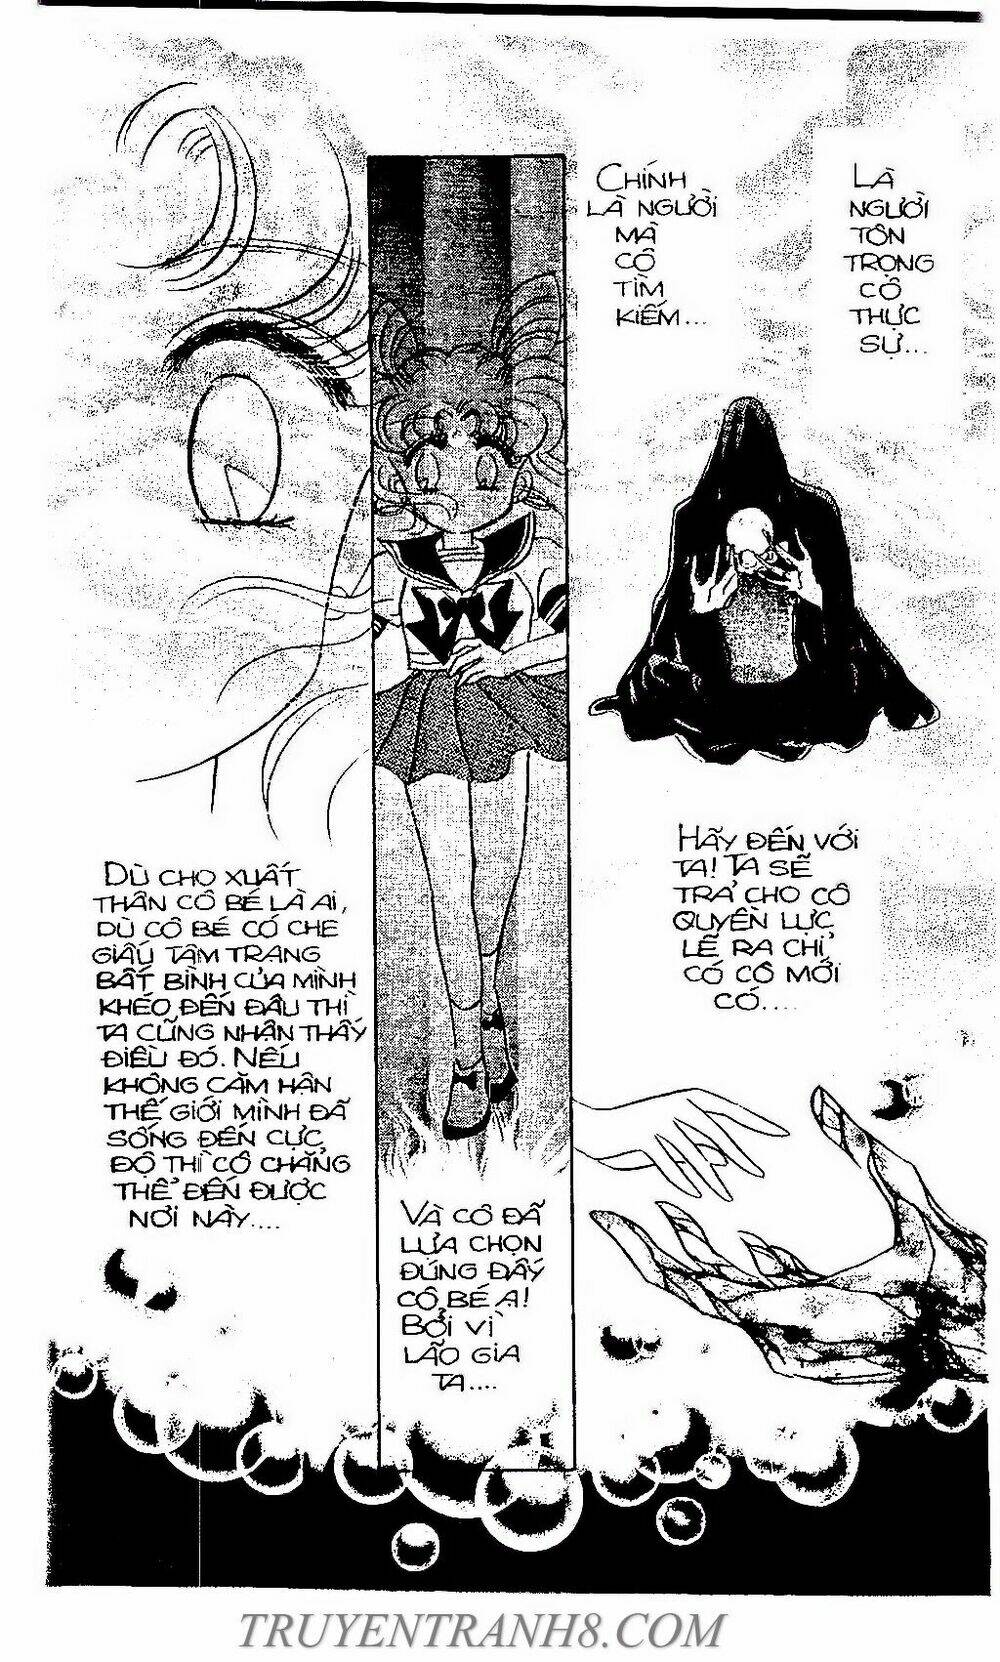 DÙ CHO XUẤT
THÂN CÔ BÉ LÀ AI,
DÙ CÔ BÉ CÓ CHE
GIẤU TÂM TRẠNG
BẤT BÌNH CỦA MÌNH
KHÉO ĐẾN ĐÂU THÌ
TA CŨNG NHẬN THẤY
ĐIỀU ĐÓ. NẾU
KHÔNG CĂM HẬN
THẾ GIỚI MÌNH ĐÃ
SỐNG ĐẾN CỰC
ĐỘ THÌ CÔ CHẲNG
THỂ ĐẾN ĐƯỢC
NƠI NÀY....
VÀ CÔ ĐÃ
LỰA CHỌN
ĐÚNG ĐẤY
CÔ BÉ Ạ!
BỞI VÌ
LÃO GIA
TA....
CHÍNH
LÀ NGƯỜI
MÀ
CÔ
TÌM
KIẾM...
LÀ
NGƯỜI
TÔN
TRỌNG
CÔ
THỰC
SỰ...
HÃY ĐẾN VỚI
TA! TA SẼ
TRẢ CHO CÔ
QUYỀN LỰC
LẼ RA CHỈ
CÓ CÔ MỚI
CÓ....
TRUYENTRANH8.COM